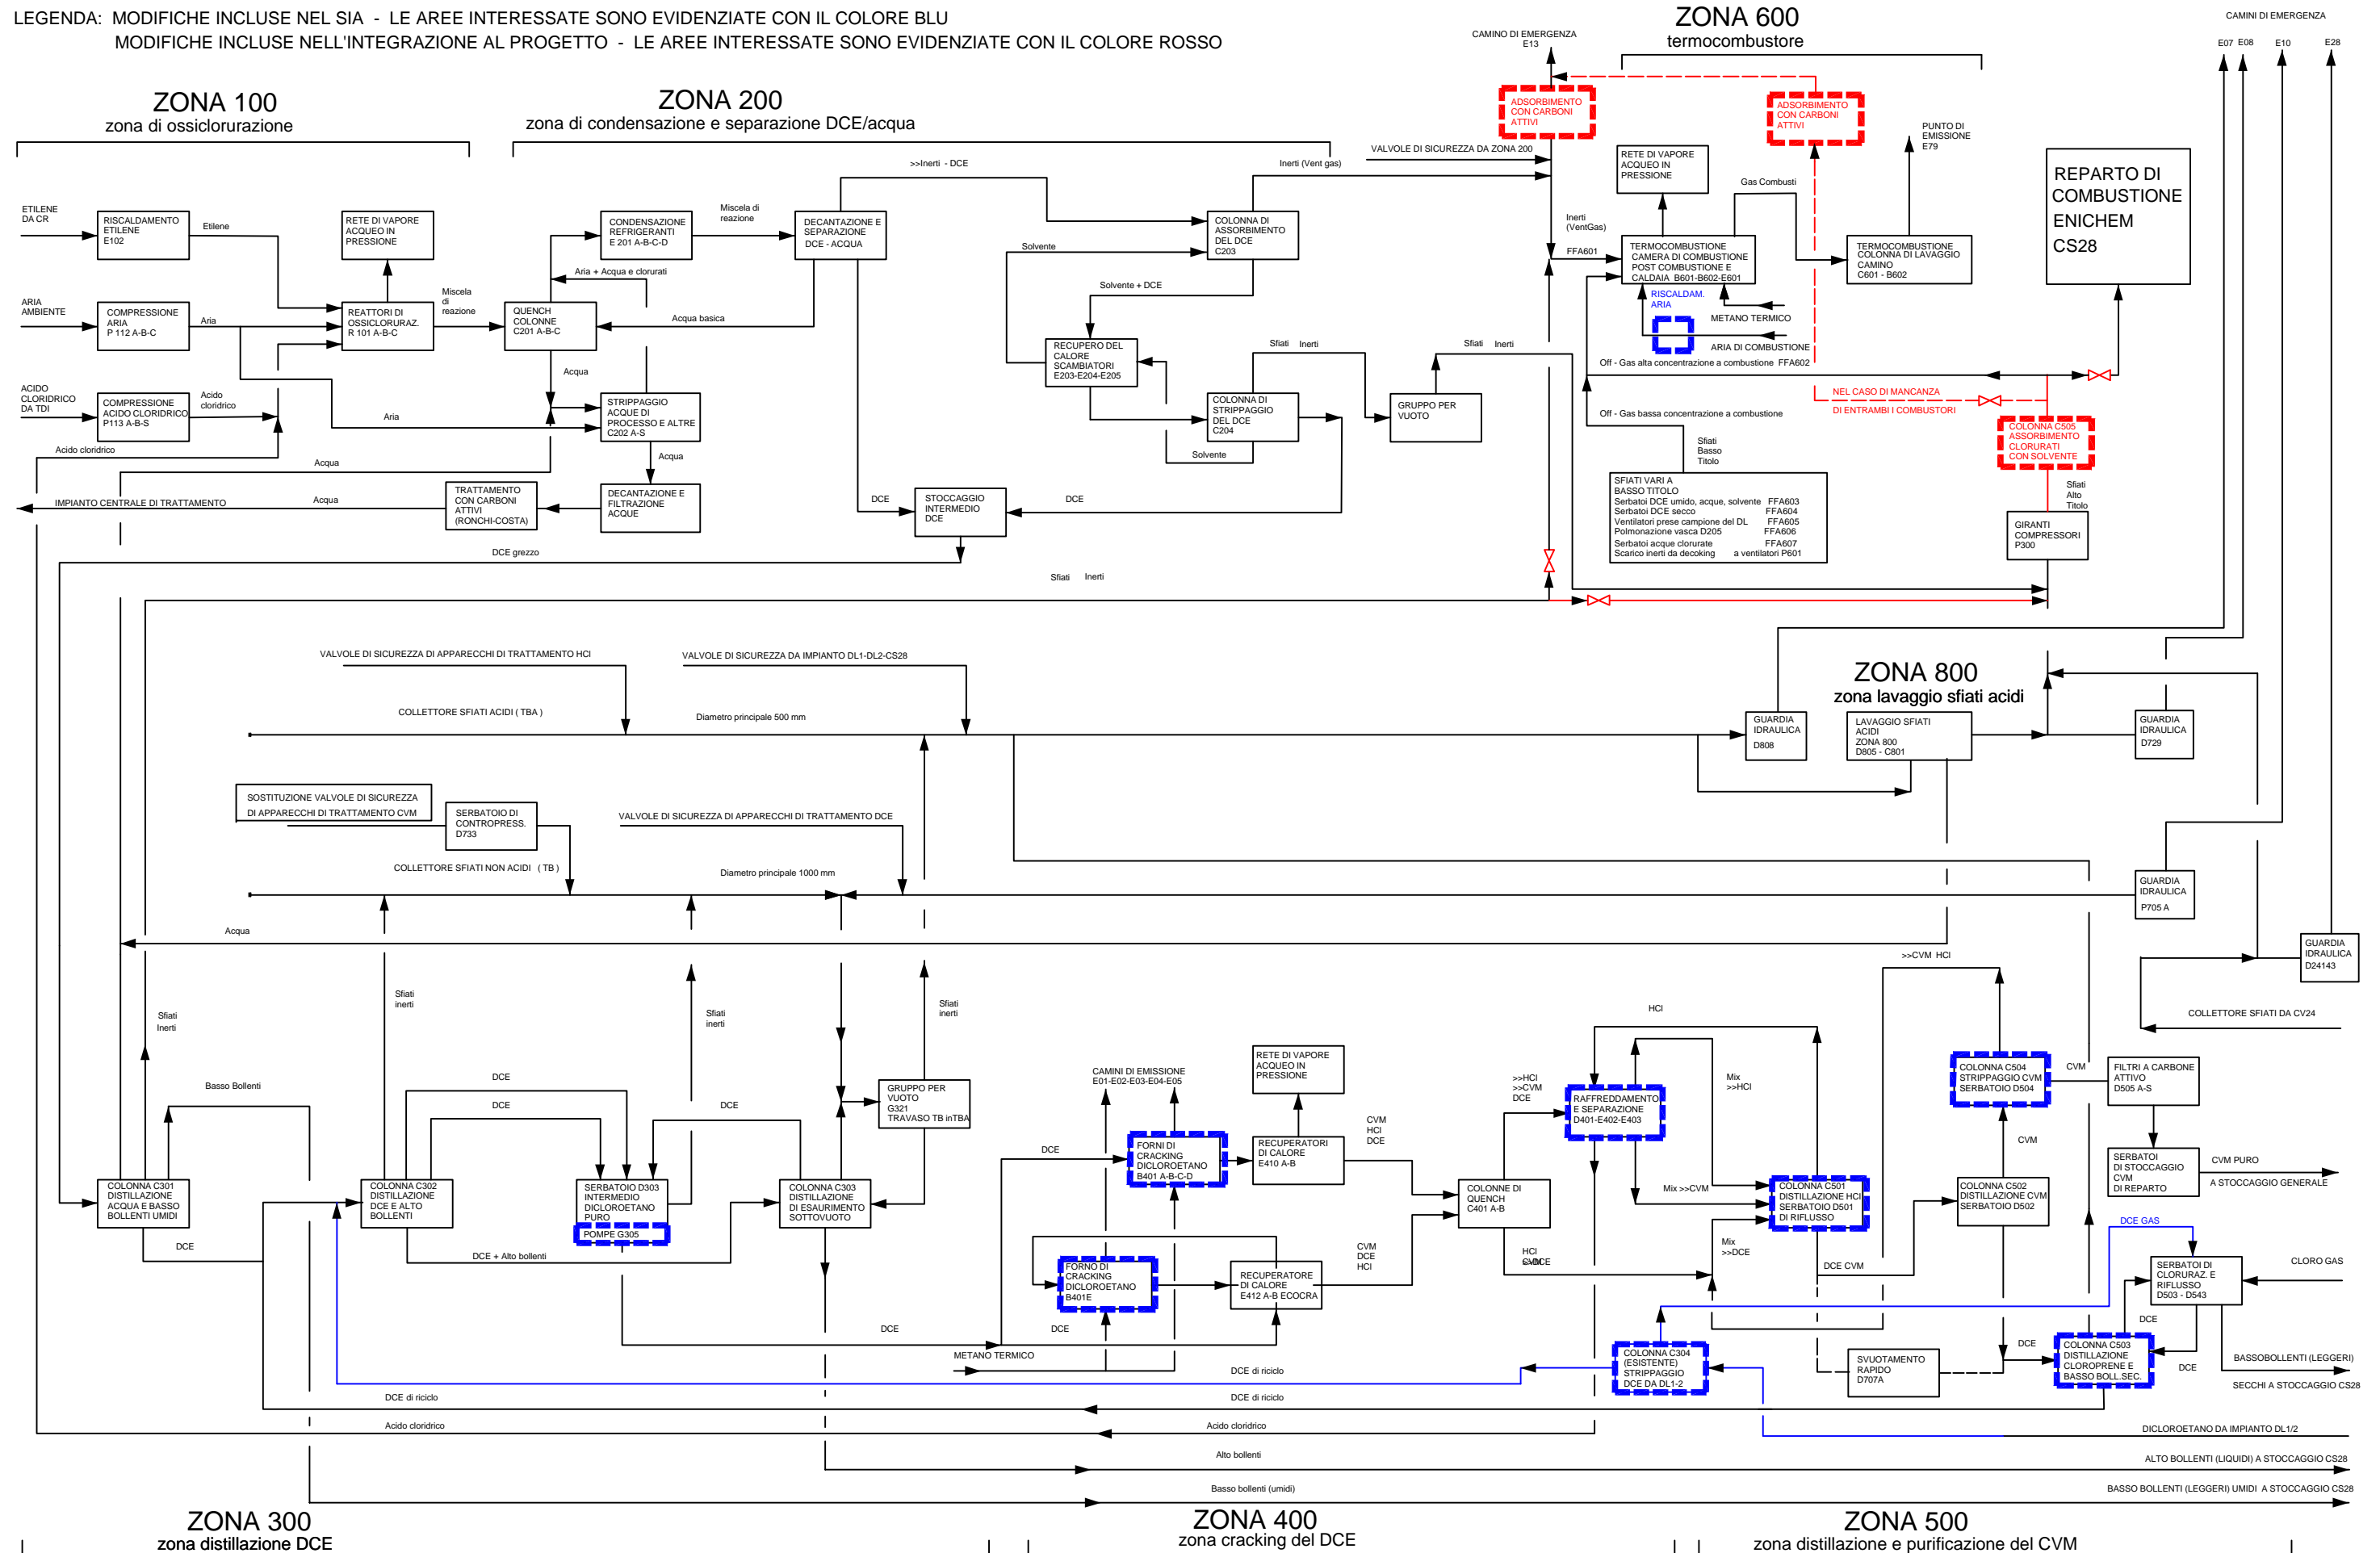 LEGENDA: MODIFICHE INCLUSE NEL SIA - LE AREE INTERESSATE SONO EVIDENZIATE CON IL COLORE BLU
MODIFICHE INCLUSE NELL'INTEGRAZIONE AL PROGETTO - LE AREE INTERESSATE SONO EVIDENZIATE CON IL COLORE ROSSO
ZONA 100
zona di ossiclorurazione
ZONA 200
zona di condensazione e separazione DCE/acqua
ZONA 600
termocombustore
CAMINO DI EMERGENZA
E13
CAMINI DI EMERGENZA
E07 E08 E10 E28
ADSORBIMENTO
CON CARBONI
ATTIVI
ADSORBIMENTO
CON CARBONI
ATTIVI
PUNTO DI
EMISSIONE
E79
VALVOLE DI SICUREZZA DA ZONA 200
>>Inerti - DCE
Inerti (Vent gas)
RETE DI VAPORE
ACQUEO IN
PRESSIONE
Gas Combusti
REPARTO DI
COMBUSTIONE
ENICHEM
CS28
ETILENE
DA CR
RISCALDAMENTO
ETILENE
E102
Etilene
RETE DI VAPORE
ACQUEO IN
PRESSIONE
CONDENSAZIONE
REFRIGERANTI
E 201 A-B-C-D
Miscela di
reazione
DECANTAZIONE E
SEPARAZIONE
DCE - ACQUA
Solvente
COLONNA DI
ASSORBIMENTO
DEL DCE
C203
Inerti
(VentGas)
FFA601
TERMOCOMBUSTIONE
CAMERA DI COMBUSTIONE
POST COMBUSTIONE E
CALDAIA B601-B602-E601
TERMOCOMBUSTIONE
COLONNA DI LAVAGGIO
CAMINO
C601 - B602
Aria + Acqua e clorurati
Solvente + DCE
RISCALDAM.
ARIA
METANO TERMICO
ARIA DI COMBUSTIONE
ARIA
AMBIENTE
COMPRESSIONE
ARIA
P 112 A-B-C
Aria
REATTORI DI
OSSICLORURAZ.
R 101 A-B-C
Miscela
di
reazione
QUENCH
COLONNE
C201 A-B-C
Acqua basica
RECUPERO DEL
CALORE
SCAMBIATORI
E203-E204-E205
Sfiati Inerti
Sfiati Inerti
Off - Gas alta concentrazione a combustione FFA602
Acqua
ACIDO
CLORIDRICO
DA TDI
COMPRESSIONE
ACIDO CLORIDRICO
P113 A-B-S
Acido
cloridrico
Aria
STRIPPAGGIO
ACQUE DI
PROCESSO E ALTRE
C202 A-S
COLONNA DI
STRIPPAGGIO
DEL DCE
C204
GRUPPO PER
VUOTO
NEL CASO DI MANCANZA
DI ENTRAMBI I COMBUSTORI
Off - Gas bassa concentrazione a combustione
COLONNA C505
ASSORBIMENTO
CLORURATI
CON SOLVENTE
Sfiati
Basso
Titolo
Acido cloridrico
Acqua
Acqua
Solvente
SFIATI VARI A
BASSO TITOLO
Serbatoi DCE umido, acque, solvente FFA603
Serbatoi DCE secco FFA604
Ventilatori prese campione del DL FFA605
Polmonazione vasca D205 FFA606
Serbatoi acque clorurate FFA607
Scarico inerti da decoking a ventilatori P601
Sfiati
Alto
Titolo
IMPIANTO CENTRALE DI TRATTAMENTO
Acqua
TRATTAMENTO
CON CARBONI
ATTIVI
(RONCHI-COSTA)
DECANTAZIONE E
FILTRAZIONE
ACQUE
DCE
STOCCAGGIO
INTERMEDIO
DCE
DCE
GIRANTI
COMPRESSORI
P300
DCE grezzo
Sfiati Inerti
VALVOLE DI SICUREZZA DI APPARECCHI DI TRATTAMENTO HCl
VALVOLE DI SICUREZZA DA IMPIANTO DL1-DL2-CS28
ZONA 800
zona lavaggio sfiati acidi
COLLETTORE SFIATI ACIDI ( TBA )
Diametro principale 500 mm
GUARDIA
IDRAULICA
D808
LAVAGGIO SFIATI
ACIDI
ZONA 800
D805 - C801
GUARDIA
IDRAULICA
D729
SOSTITUZIONE VALVOLE DI SICUREZZA
DI APPARECCHI DI TRATTAMENTO CVM
SERBATOIO DI
CONTROPRESS.
D733
VALVOLE DI SICUREZZA DI APPARECCHI DI TRATTAMENTO DCE
COLLETTORE SFIATI NON ACIDI ( TB )
Diametro principale 1000 mm
GUARDIA
IDRAULICA
P705 A
Acqua
GUARDIA
IDRAULICA
D24143
>>CVM HCl
Sfiati
inerti
Sfiati
Inerti
Sfiati
inerti
Sfiati
inerti
HCl
COLLETTORE SFIATI DA CV24
Basso Bollenti
DCE
DCE
DCE
GRUPPO PER
VUOTO
G321
TRAVASO TB inTBA
CAMINI DI EMISSIONE
E01-E02-E03-E04-E05
RETE DI VAPORE
ACQUEO IN
PRESSIONE
>>HCl
>>CVM
DCE
RAFFREDDAMENTO
E SEPARAZIONE
D401-E402-E403
Mix
>>HCl
COLONNA C504
STRIPPAGGIO CVM
SERBATOIO D504
CVM
FILTRI A CARBONE
ATTIVO
D505 A-S
DCE
FORNI DI
CRACKING
DICLOROETANO
B401 A-B-C-D
RECUPERATORI
DI CALORE
E410 A-B
CVM
HCl
DCE
CVM
SERBATOI
DI STOCCAGGIO
CVM
DI REPARTO
CVM PURO
A STOCCAGGIO GENERALE
COLONNA C301
DISTILLAZIONE
ACQUA E BASSO
BOLLENTI UMIDI
COLONNA C302
DISTILLAZIONE
DCE E ALTO
BOLLENTI
SERBATOIO D303
INTERMEDIO
DICLOROETANO
PURO
POMPE G305
COLONNA C303
DISTILLAZIONE
DI ESAURIMENTO
SOTTOVUOTO
COLONNE DI
QUENCH
C401 A-B
Mix >>CVM
COLONNA C501
DISTILLAZIONE HCl
SERBATOIO D501
DI RIFLUSSO
COLONNA C502
DISTILLAZIONE CVM
SERBATOIO D502
DCE
DCE + Alto bollenti
FORNO DI
CRACKING
DICLOROETANO
B401E
RECUPERATORE
DI CALORE
E412 A-B ECOCRA
CVM
DCE
HCl
HCl
Mix
>>DCE
DCE CVM
DCE GAS
SERBATOI DI
CLORURAZ. E
RIFLUSSO
D503 - D543
CLORO GAS
DCE
DCE
METANO TERMICO
COLONNA C304
(ESISTENTE)
STRIPPAGGIO
DCE DA DL1-2
SVUOTAMENTO
RAPIDO
D707A
DCE
COLONNA C503
DISTILLAZIONE
CLOROPRENE E
BASSO BOLL.SEC.
DCE
DCE
BASSOBOLLENTI (LEGGERI)
SECCHI A STOCCAGGIO CS28
DCE di riciclo
DCE di riciclo
DCE di riciclo
Acido cloridrico
Acido cloridrico
DICLOROETANO DA IMPIANTO DL1/2
Alto bollenti
ALTO BOLLENTI (LIQUIDI) A STOCCAGGIO CS28
Basso bollenti (umidi)
BASSO BOLLENTI (LEGGERI) UMIDI A STOCCAGGIO CS28
ZONA 300
zona distillazione DCE
ZONA 400
zona cracking del DCE
ZONA 500
zona distillazione e purificazione del CVM